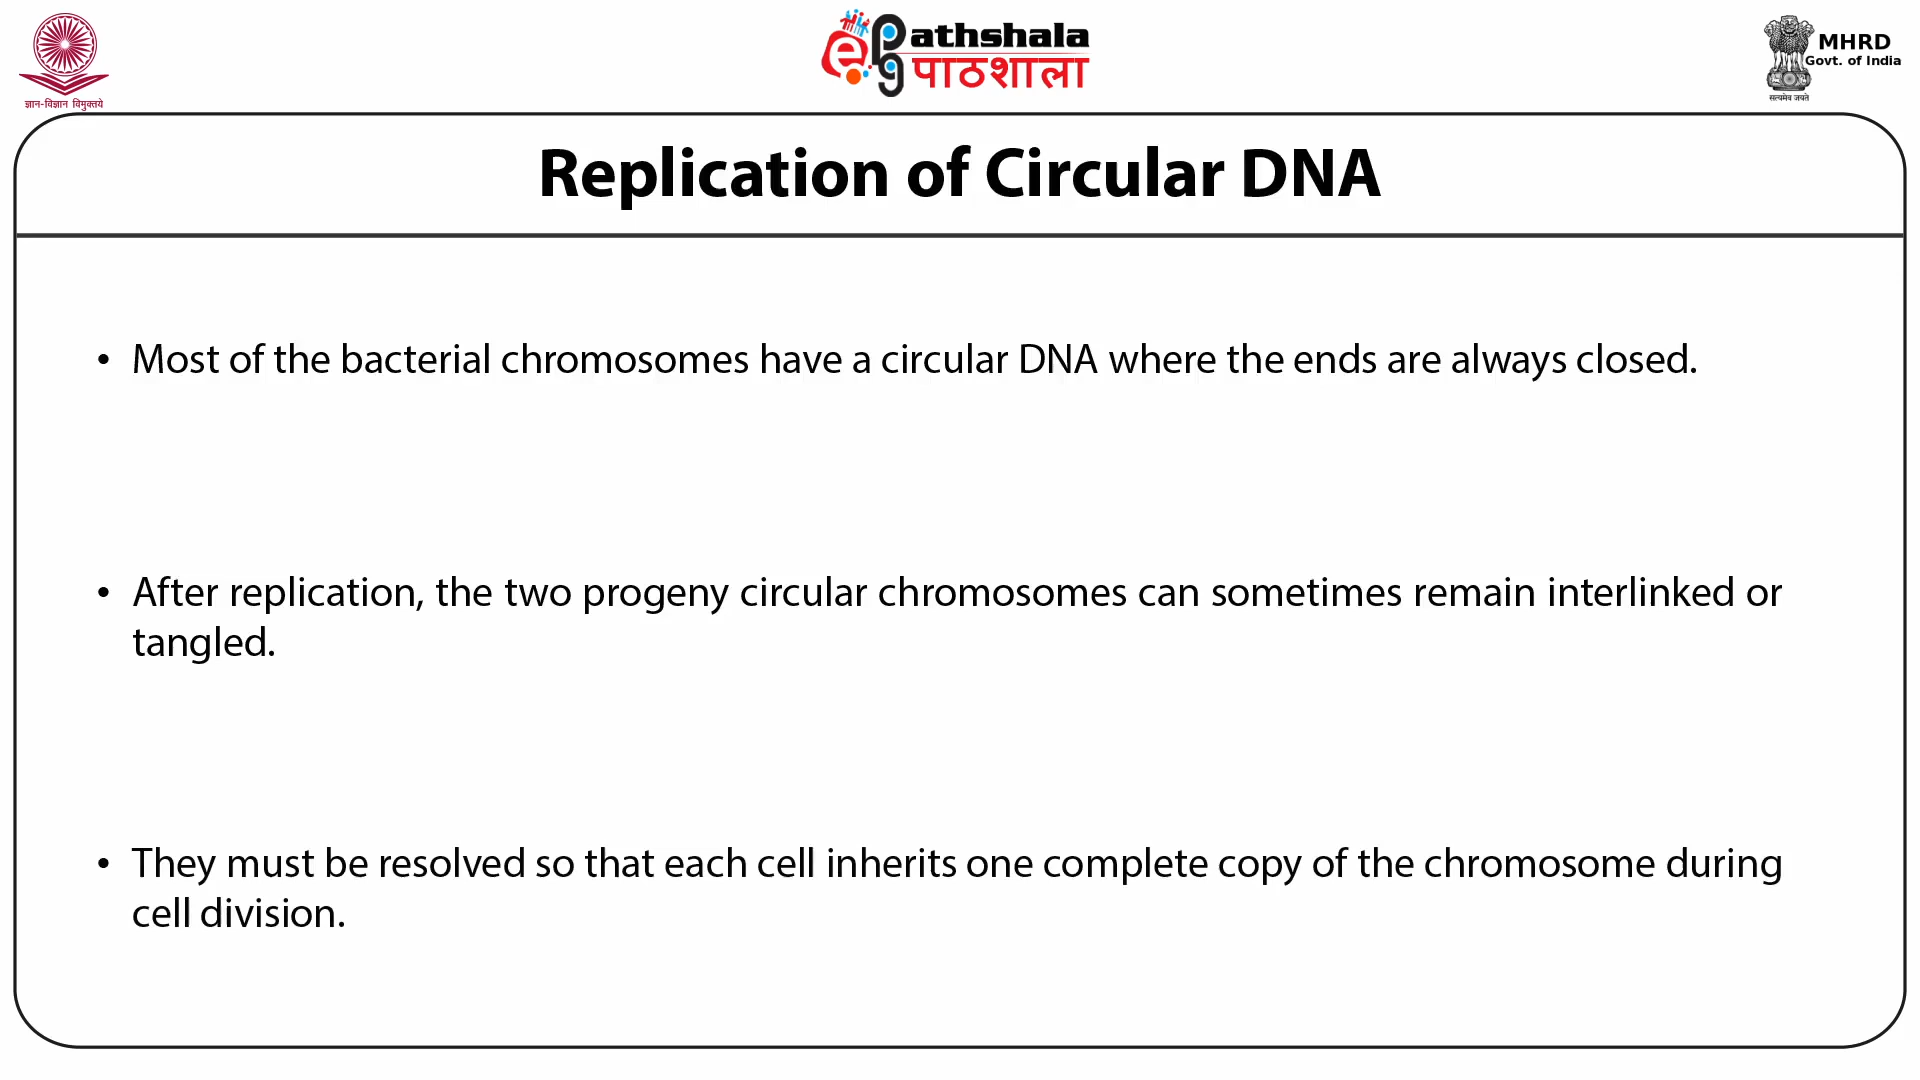 ज्ञान-विज्ञान विमुक्तये
ePG athshala
पाठशाला
MHRD
Govt. of India
सत्यमेव जयते
Replication of Circular DNA
• Most of the bacterial chromosomes have a circular DNA where the ends are always closed.
• After replication, the two progeny circular chromosomes can sometimes remain interlinked or
tangled.
• They must be resolved so that each cell inherits one complete copy of the chromosome during
cell division.